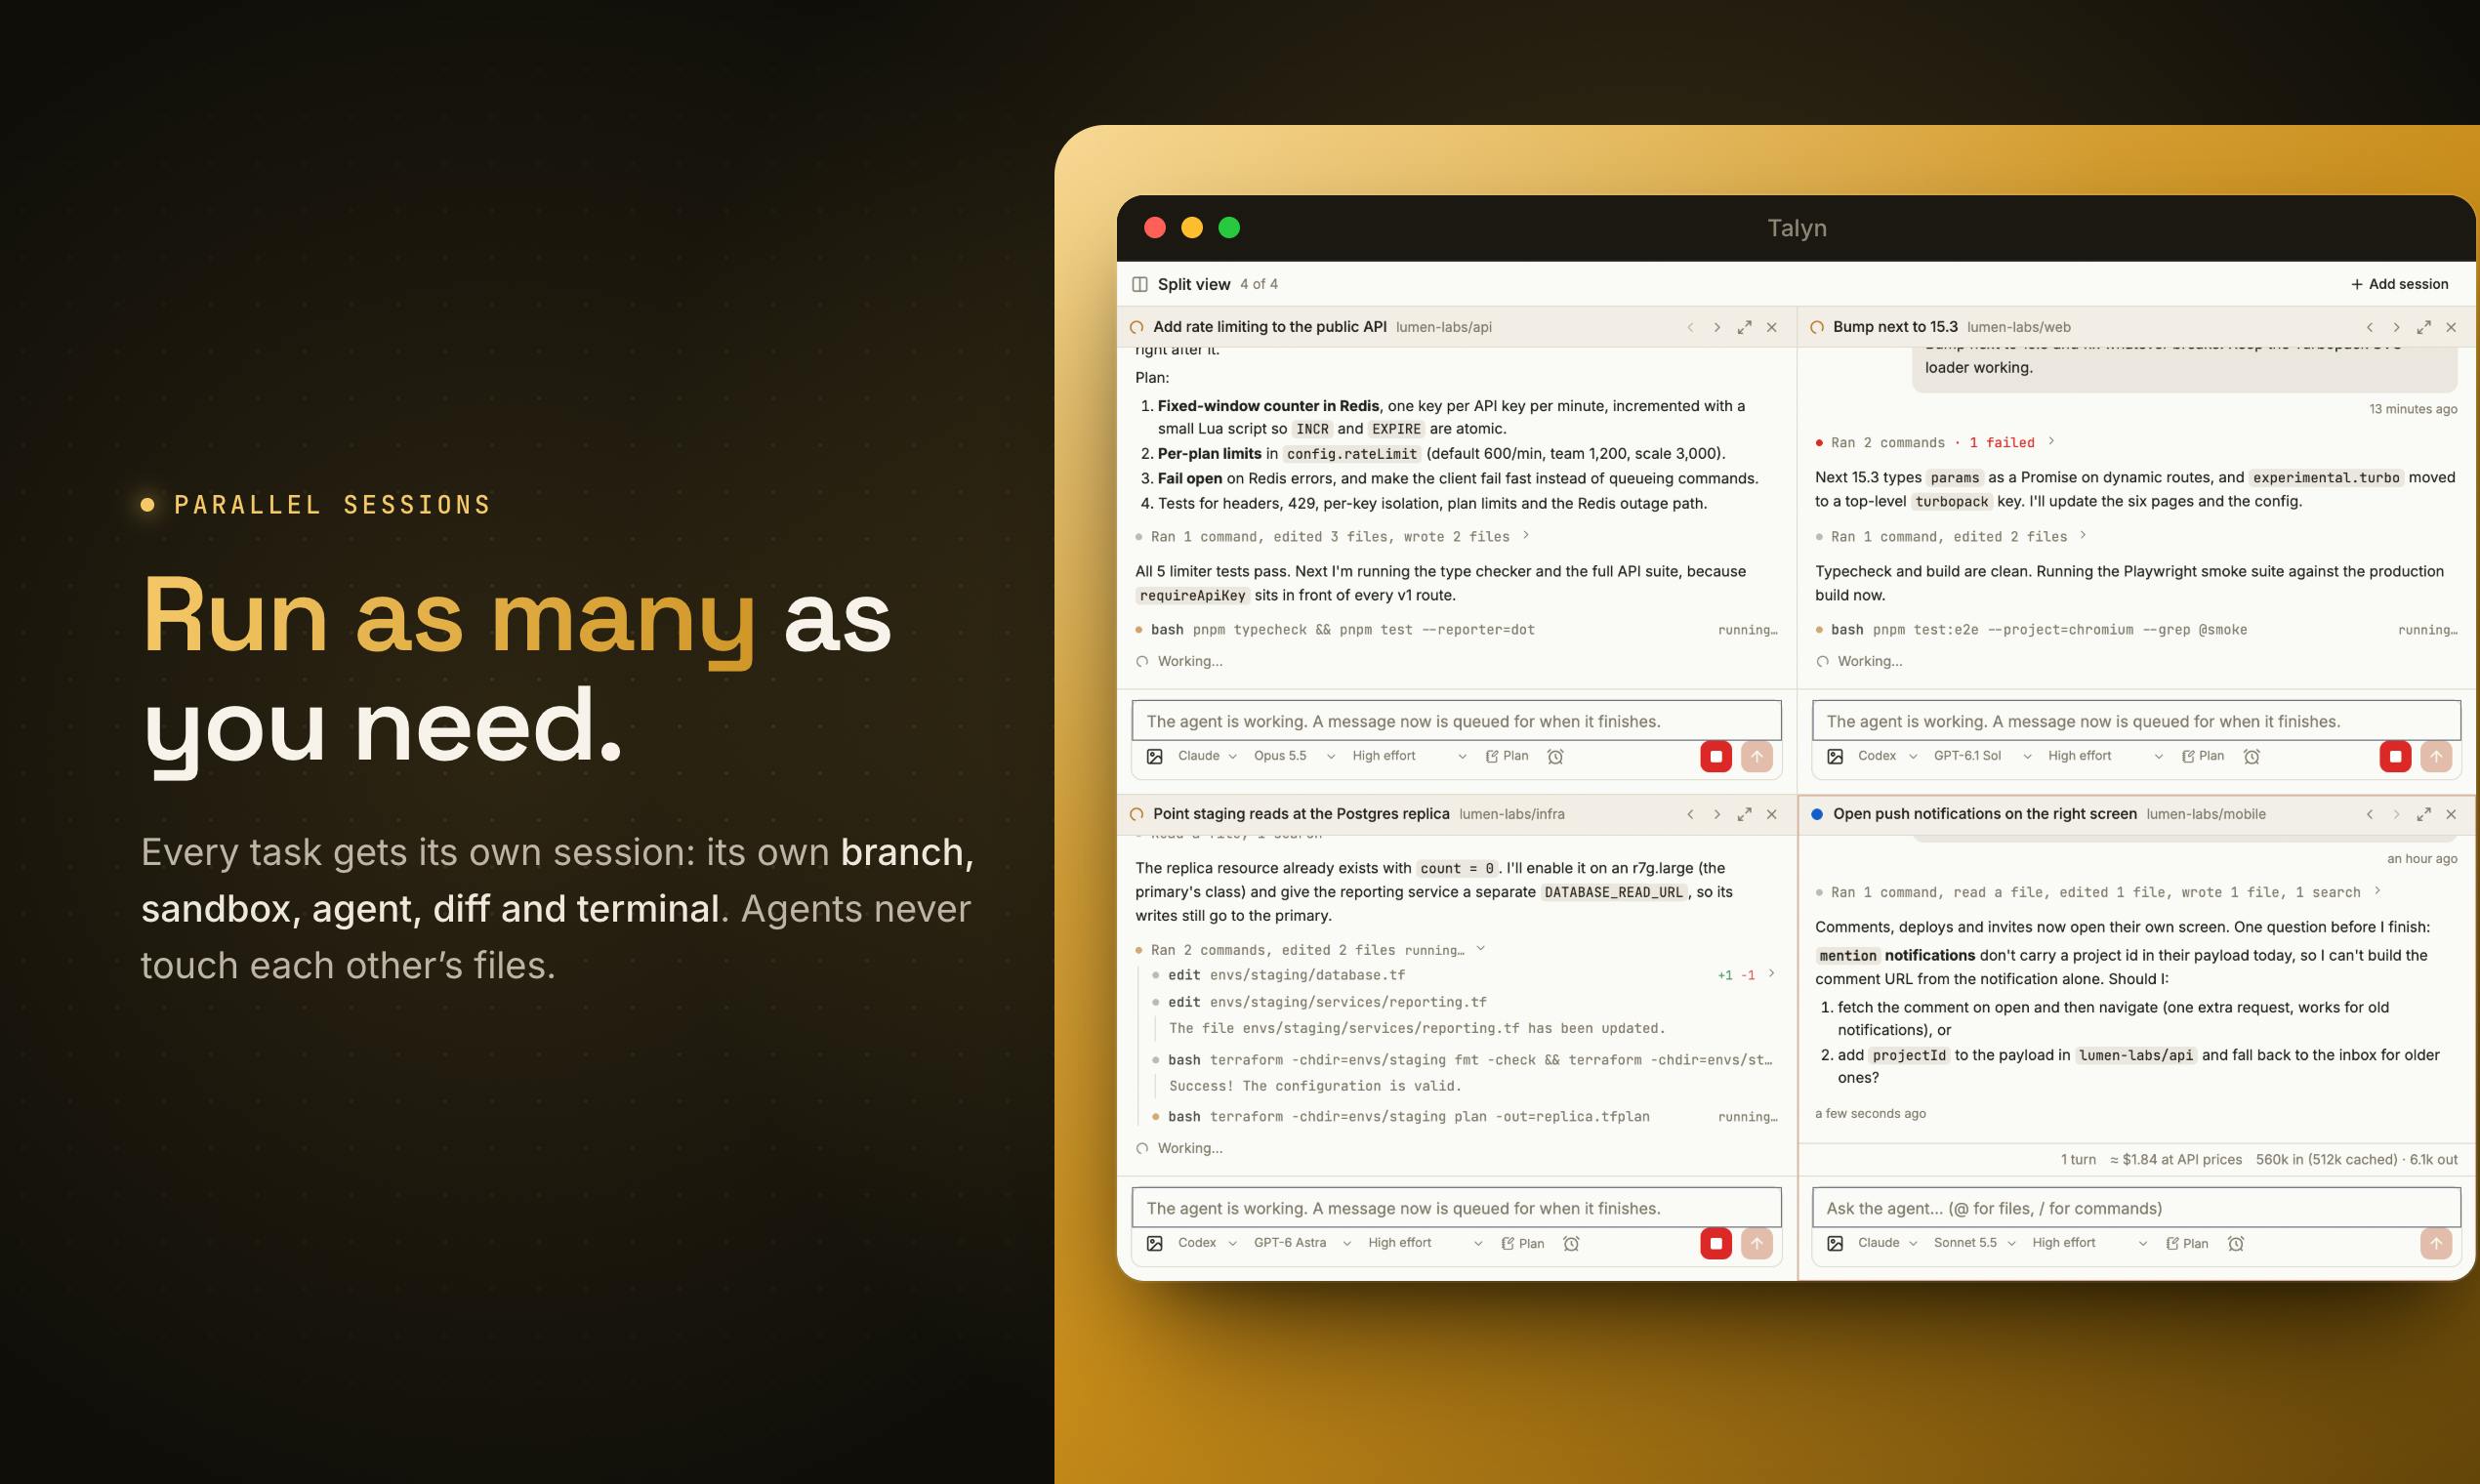 PARALLEL SESSIONS
Run as many as
you need.
Every task gets its own session: its own branch,
sandbox, agent, diff and terminal. Agents never
touch each other’s files.
Talyn
Split view 4 of 4
+ Add session
Add rate limiting to the public API lumen-labs/api
right after it.
Plan:
1. Fixed-window counter in Redis, one key per API key per minute, incremented with a
small Lua script so INCR and EXPIRE are atomic.
2. Per-plan limits in config.rateLimit (default 600/min, team 1,200, scale 3,000).
3. Fail open on Redis errors, and make the client fail fast instead of queueing commands.
4. Tests for headers, 429, per-key isolation, plan limits and the Redis outage path.
Ran 1 command, edited 3 files, wrote 2 files
All 5 limiter tests pass. Next I'm running the type checker and the full API suite, because
requireApiKey sits in front of every v1 route.
bash pnpm typecheck && pnpm test --reporter=dot running…
Working...
The agent is working. A message now is queued for when it finishes.
Claude Opus 5.5 High effort Plan
Bump next to 15.3 lumen-labs/web
loader working.
13 minutes ago
Ran 2 commands · 1 failed
Next 15.3 types params as a Promise on dynamic routes, and experimental.turbo moved
to a top-level turbopack key. I'll update the six pages and the config.
Ran 1 command, edited 2 files
Typecheck and build are clean. Running the Playwright smoke suite against the production
build now.
bash pnpm test:e2e --project=chromium --grep @smoke running…
Working...
The agent is working. A message now is queued for when it finishes.
Codex GPT-6.1 Sol High effort Plan
Point staging reads at the Postgres replica lumen-labs/infra
Read a file, 1 search
The replica resource already exists with count = 0. I'll enable it on an r7g.large (the
primary's class) and give the reporting service a separate DATABASE_READ_URL, so its
writes still go to the primary.
Ran 2 commands, edited 2 files running…
edit envs/staging/database.tf +1 -1
edit envs/staging/services/reporting.tf
The file envs/staging/services/reporting.tf has been updated.
bash terraform -chdir=envs/staging fmt -check && terraform -chdir=envs/st…
Success! The configuration is valid.
bash terraform -chdir=envs/staging plan -out=replica.tfplan running…
Working...
The agent is working. A message now is queued for when it finishes.
Codex GPT-6 Astra High effort Plan
Open push notifications on the right screen lumen-labs/mobile
an hour ago
Ran 1 command, read a file, edited 1 file, wrote 1 file, 1 search
Comments, deploys and invites now open their own screen. One question before I finish:
mention notifications don't carry a project id in their payload today, so I can't build the
comment URL from the notification alone. Should I:
1. fetch the comment on open and then navigate (one extra request, works for old
notifications), or
2. add projectId to the payload in lumen-labs/api and fall back to the inbox for older
ones?
a few seconds ago
1 turn ≈ $1.84 at API prices 560k in (512k cached) · 6.1k out
Ask the agent... (@ for files, / for commands)
Claude Sonnet 5.5 High effort Plan